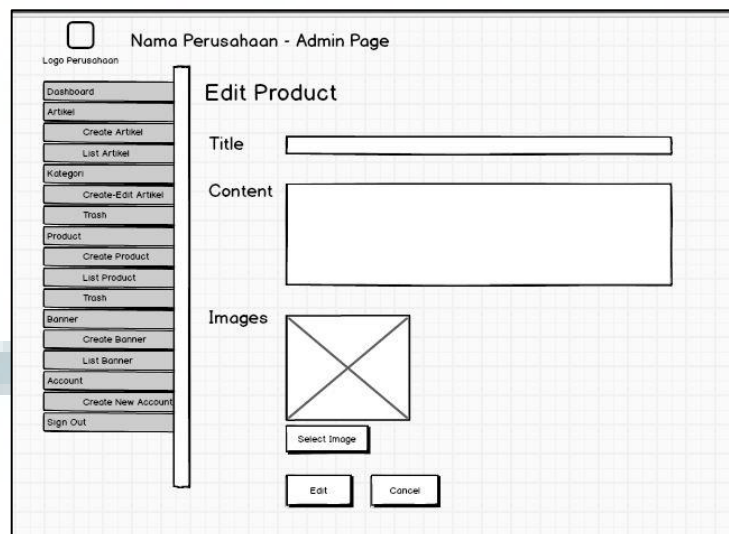 Nama Perusahaan - Admin Page
Logo Perusahaan
Dashboard
Artikel
Create Artikel
List Artikel
Kategori
Create-Edit Artikel
Trash
Product
Create Product
List Product
Trash
Banner
Create Banner
List Banner
Account
Create New Account
Sign Out
Edit Product
Title
Content
Images
Select Image
Edit
Cancel